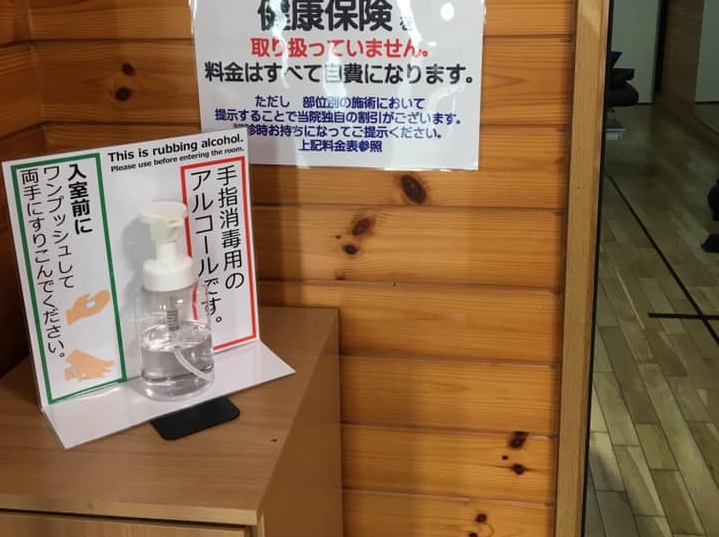 健康保険を
取り扱っていません。
料金はすべて自費になります。
ただし 部位別の施術において
提示することで当院独自の割引がございます。
診時お持ちになってご提示ください。
上記料金表参照
This is rubbing alcohol.
Please use before entering the room.
手指消毒用の
アルコールです。
入室前に
ワンプッシュして
両手にすりこんでください。